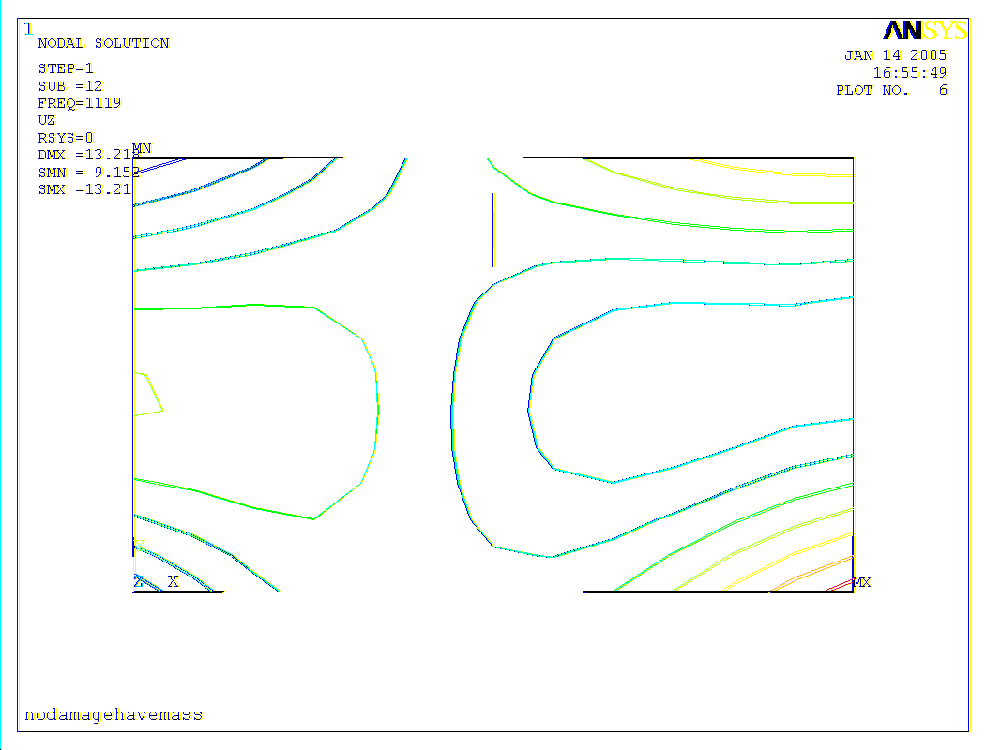 1
ANSYS
NODAL SOLUTION
JAN 14 2005
16:55:49
PLOT NO. 6
STEP=1
SUB =12
FREQ=1119
UZ
RSYS=0
DMX =13.218
SMN =-9.152
SMX =13.21
MN
Y
Z X
MX
nodamagehavemass